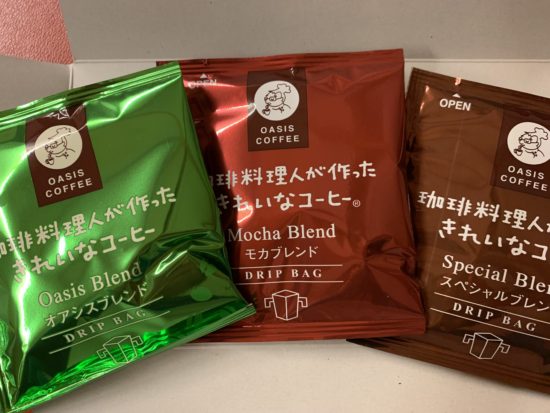 OASIS
COFFEE
珈琲料理人が作った
きれいなコーヒー
Oasis Blend
オアシスブレンド
DRIP BAG
OASIS
COFFEE
珈琲料理人が作った
きれいなコーヒー®
Mocha Blend
モカブレンド
DRIP BAG
OPEN
OASIS
COFFEE
珈琲料理人が
きれいなコ
Special Blen
スペシャルブレン
DRIP BAG